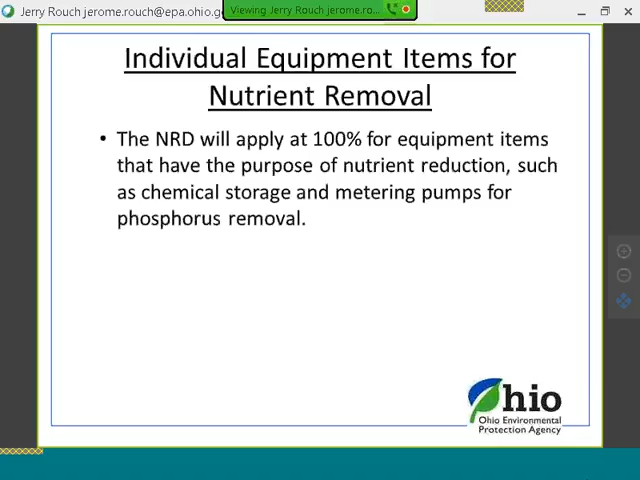 Jerry Rouch jerome.rouch@epa.ohio.g
Viewing Jerry Rouch jerome.ro...
Individual Equipment Items for
Nutrient Removal
• The NRD will apply at 100% for equipment items
that have the purpose of nutrient reduction, such
as chemical storage and metering pumps for
phosphorus removal.
Ohio
Ohio Environmental
Protection Agency